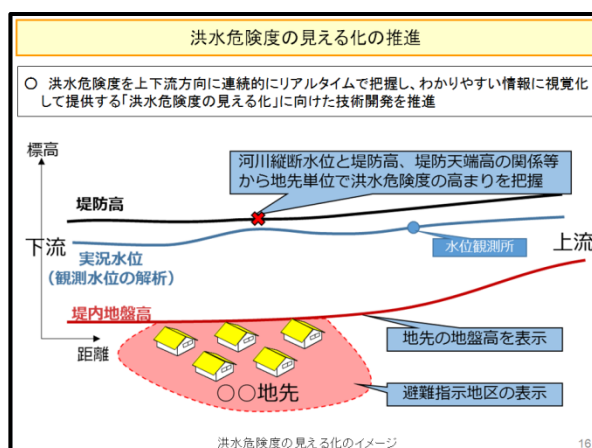 洪水危険度の見える化の推進
○ 洪水危険度を上下流方向に連続的にリアルタイムで把握し、わかりやすい情報に視覚化
して提供する「洪水危険度の見える化」に向けた技術開発を推進
標高
河川縦断水位と堤防高、堤防天端高の関係等
から地先単位で洪水危険度の高まりを把握
堤防高
下流
実況水位
(観測水位の解析)
水位観測所
上流
堤内地盤高
距離
地先の地盤高を表示
○○地先
避難指示地区の表示
洪水危険度の見える化のイメージ
16